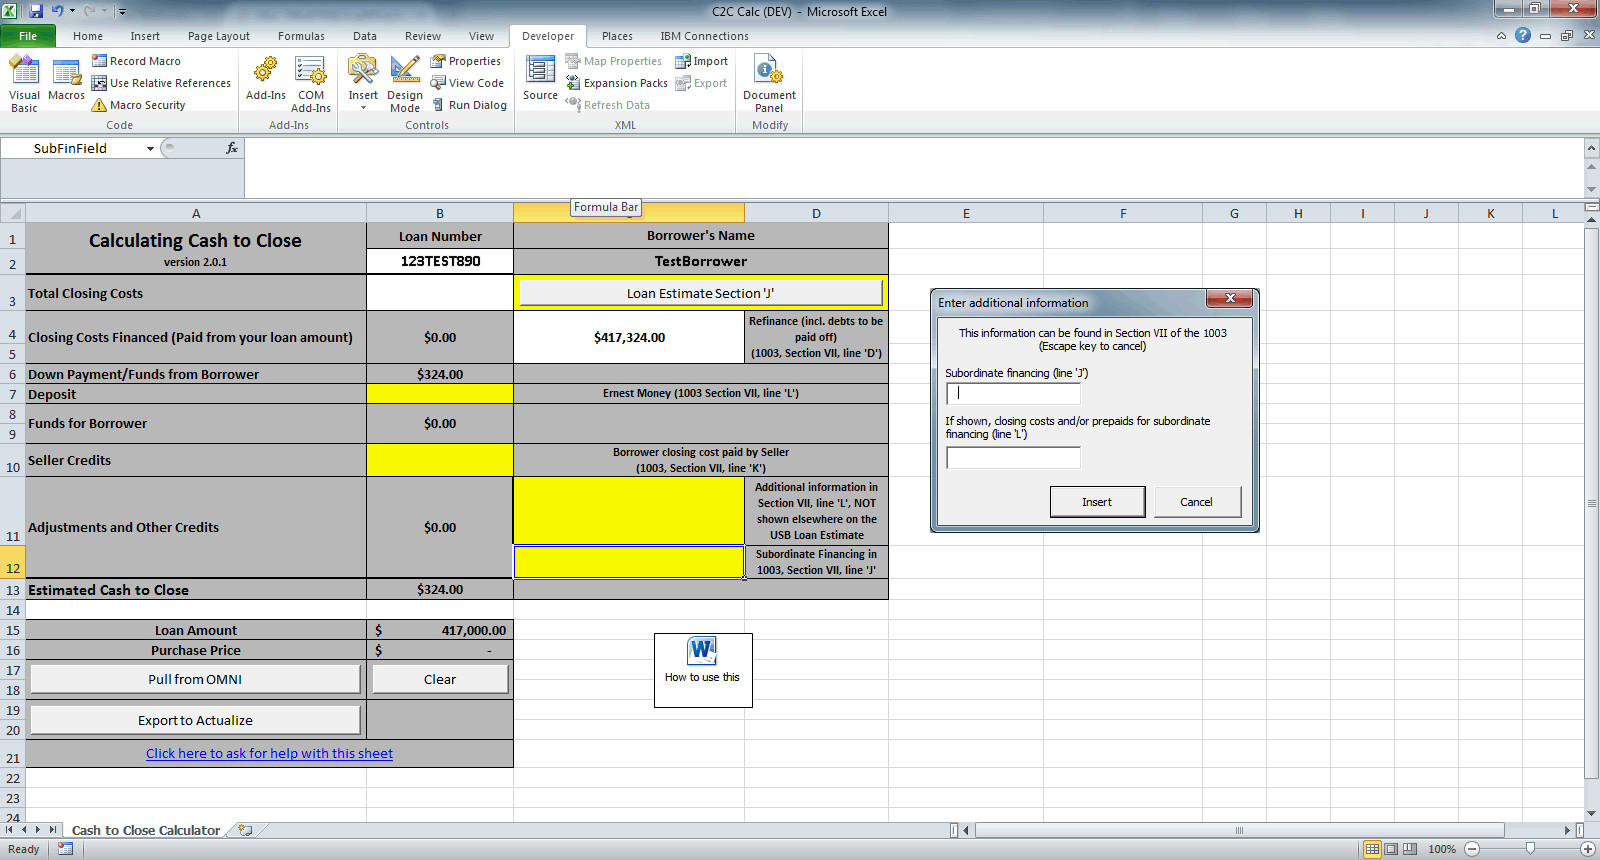 C2C Calc (DEV) - Microsoft Excel
File Home Insert Page Layout Formulas Data Review View Developer Places IBM Connections
Visual Basic
Macros
Record Macro
Use Relative References
Macro Security
Code
Add-Ins
COM Add-Ins
Add-Ins
Insert
Design Mode
Properties
View Code
Run Dialog
Controls
Source
Map Properties
Expansion Packs
Refresh Data
Import
Export
XML
Document Panel
Modify
SubFinField
fx
Formula Bar
A B D E F G H I J K L
1 Calculating Cash to Close Loan Number Borrower's Name
2 version 2.0.1 123TEST890 TestBorrower
3 Total Closing Costs Loan Estimate Section 'J'
4 Closing Costs Financed (Paid from your loan amount) $0.00 $417,324.00
5
Refinance (incl. debts to be
paid off)
(1003, Section VII, line 'D')
6 Down Payment/Funds from Borrower $324.00
7 Deposit Ernest Money (1003 Section VII, line 'L')
8
9 Funds for Borrower $0.00
10 Seller Credits
Borrower closing cost paid by Seller
(1003, Section VII, line 'K')
11 Adjustments and Other Credits $0.00
Additional information in
Section VII, line 'L', NOT
shown elsewhere on the
USB Loan Estimate
12
Subordinate Financing in
1003, Section VII, line 'J'
13 Estimated Cash to Close $324.00
14
15 Loan Amount $ 417,000.00
16 Purchase Price $ -
17
18 Pull from OMNI Clear
19
20 Export to Actualize
21 Click here to ask for help with this sheet
22
23
24
How to use this
Enter additional information
This information can be found in Section VII of the 1003
(Escape key to cancel)
Subordinate financing (line 'J')
If shown, closing costs and/or prepaids for subordinate
financing (line 'L')
Insert Cancel
Cash to Close Calculator
Ready 100%